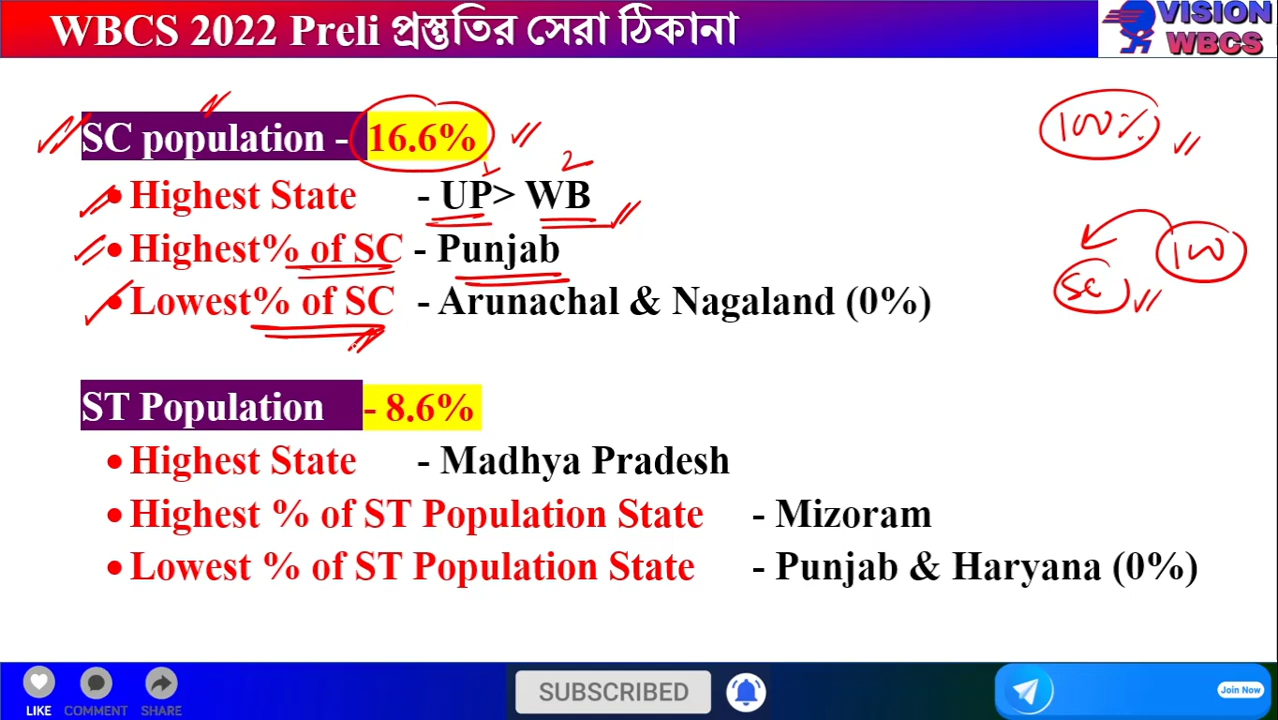 WBCS 2022 Preli প্রস্তুতির সেরা ঠিকানা
VISION
WBCS
SC population - 16.6%
100%
1 2
• Highest State - UP> WB
• Highest% of SC - Punjab
100
SC
• Lowest% of SC - Arunachal & Nagaland (0%)
ST Population - 8.6%
• Highest State - Madhya Pradesh
• Highest % of ST Population State - Mizoram
• Lowest % of ST Population State - Punjab & Haryana (0%)
LIKE COMMENT SHARE
SUBSCRIBED
Join Now